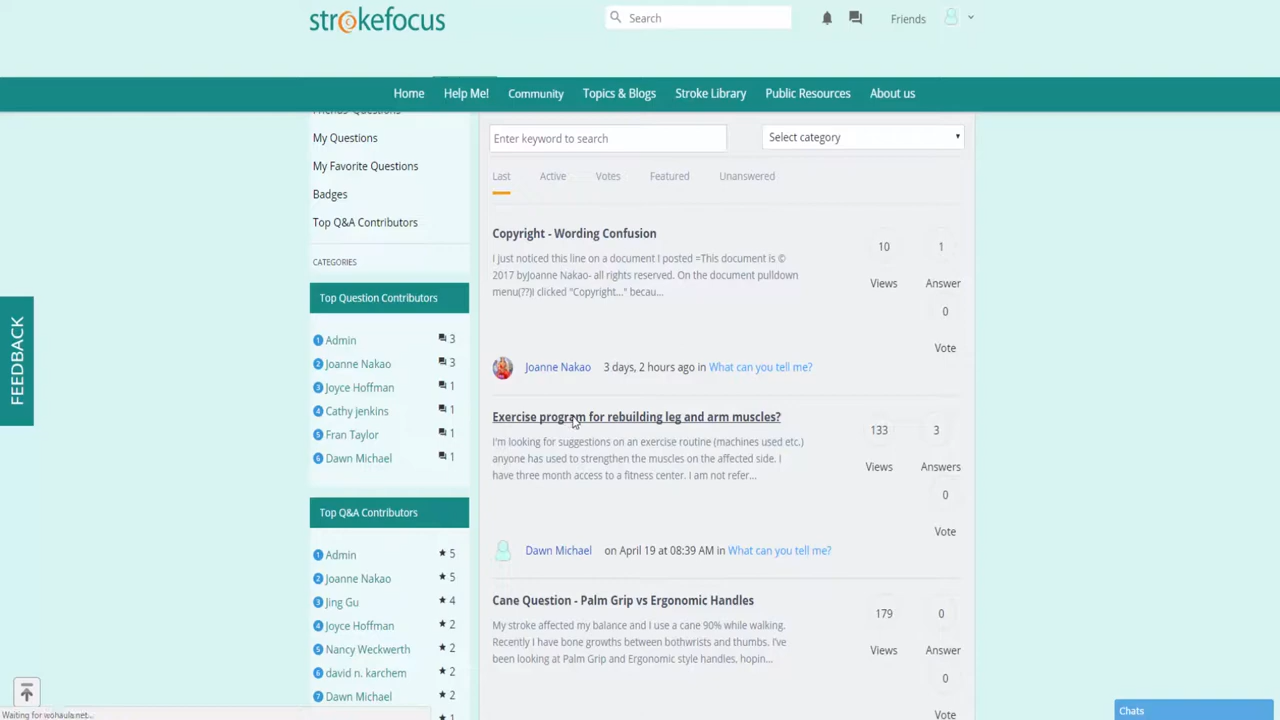 strokefocus
Search
Friends
Home
Help Me!
Community
Topics & Blogs
Stroke Library
Public Resources
About us
My Questions
My Favorite Questions
Badges
Top Q&A Contributors
CATEGORIES
Top Question Contributors
1 Admin 3
2 Joanne Nakao 3
3 Joyce Hoffman 1
4 Cathy jenkins 1
5 Fran Taylor 1
6 Dawn Michael 1
Top Q&A Contributors
1 Admin 5
2 Joanne Nakao 5
3 Jing Gu 4
4 Joyce Hoffman 2
5 Nancy Weckwerth 2
6 david n. karchem 2
7 Dawn Michael 2
FEEDBACK
Enter keyword to search
Select category
Last
Active
Votes
Featured
Unanswered
Copyright - Wording Confusion
I just noticed this line on a document I posted =This document is ©
2017 byJoanne Nakao- all rights reserved. On the document pulldown
menu(??)I clicked "Copyright..." becau...
10
Views
1
Answer
0
Vote
Joanne Nakao 3 days, 2 hours ago in What can you tell me?
Exercise program for rebuilding leg and arm muscles?
I'm looking for suggestions on an exercise routine (machines used etc.)
anyone has used to strengthen the muscles on the affected side. I
have three month access to a fitness center. I am not refer...
133
Views
3
Answers
0
Vote
Dawn Michael on April 19 at 08:39 AM in What can you tell me?
Cane Question - Palm Grip vs Ergonomic Handles
My stroke affected my balance and I use a cane 90% while walking.
Recently I have bone growths between bothwrists and thumbs. I've
been looking at Palm Grip and Ergonomic style handles, hopin...
179
Views
0
Answer
0
Vote
Waiting for wohaula.net...
Chats